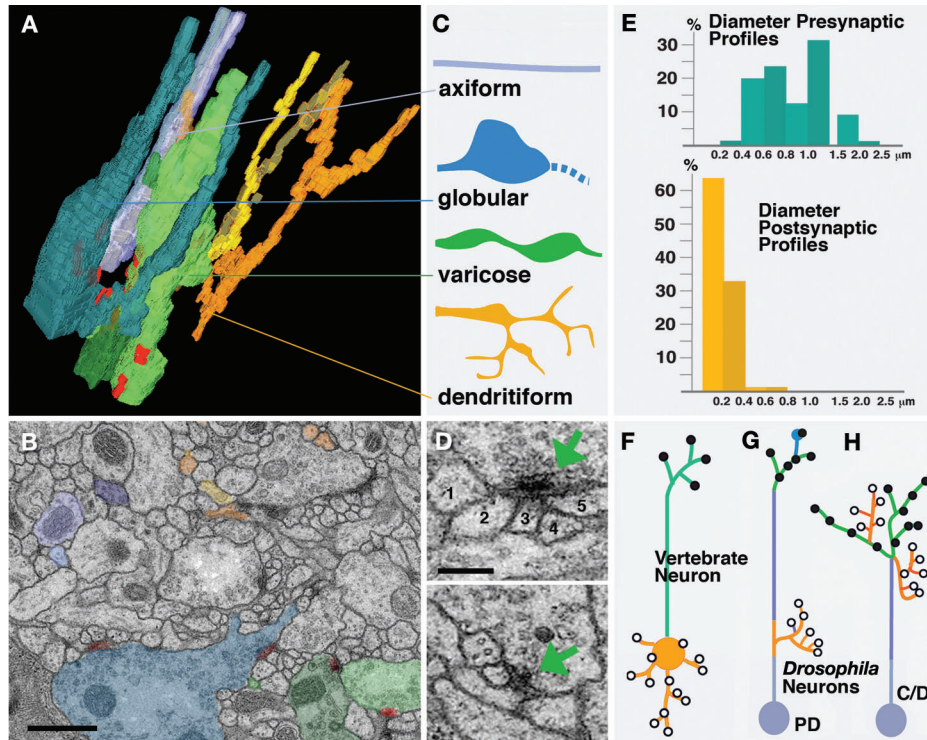 A
C
axiform
globular
varicose
dendritiform
E
%
Diameter Presynaptic
Profiles
30
20
10
0.2 0.4 0.6 0.8 1.0 1.5 2.0 2.5 μm
%
60
50
40
30
20
10
Diameter
Postsynaptic
Profiles
0.2 0.4 0.6 0.8 1.0 1.5 2.0 2.5 μm
B
D
1
2
3
4
5
F
G
H
Vertebrate
Neuron
Drosophila
Neurons
PD
C/D